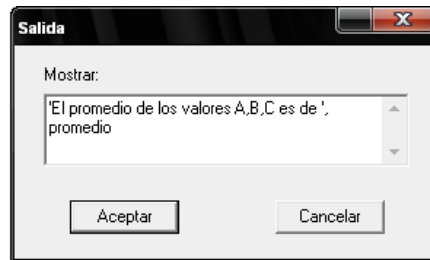 Salida
Mostrar:
'El promedio de los valores A,B,C es de ',
promedio
Aceptar
Cancelar